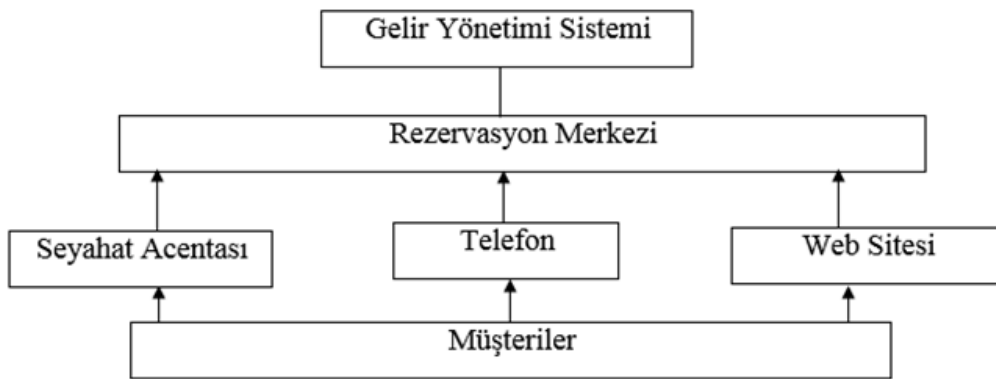 Gelir Yönetimi Sistemi
Rezervasyon Merkezi
Seyahat Acentası
Telefon
Web Sitesi
Müşteriler